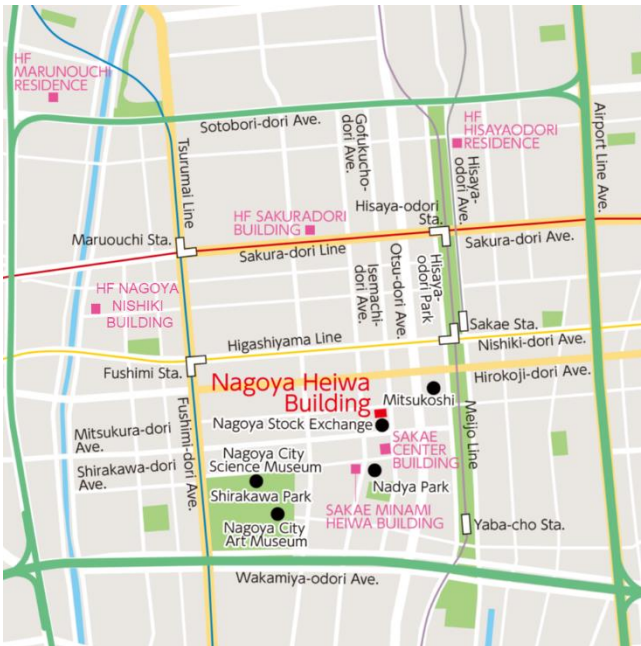 HF
MARUNOUCHI
RESIDENCE
Sotobori-dori Ave.
Tsurumai Line
Gofukucho-
dori Ave.
HF
HISAYAODORI
RESIDENCE
Airport Line Ave.
Hisaya-
odori Ave.
Hisaya-odori
Sta.
HF SAKURADORI
BUILDING
Maruouchi Sta.
Sakura-dori Line
Sakura-dori Ave.
Isemachi-
dori Ave.
Otsu-dori Ave.
Hisaya-
odori Park
HF NAGOYA
NISHIKI
BUILDING
Higashiyama Line
Sakae Sta.
Nishiki-dori Ave.
Fushimi Sta.
Hirokoji-dori Ave.
Nagoya Heiwa
Building
Mitsukoshi
Nagoya Stock Exchange
Mitsukura-dori
Ave.
Shirakawa-dori
Ave.
Fushimi-dori Ave.
Nagoya City
Science Museum
Shirakawa Park
Nagoya City
Art Museum
SAKAE
CENTER
BUILDING
Nadya Park
SAKAE MINAMI
HEIWA BUILDING
Meijo Line
Yaba-cho Sta.
Wakamiya-odori Ave.